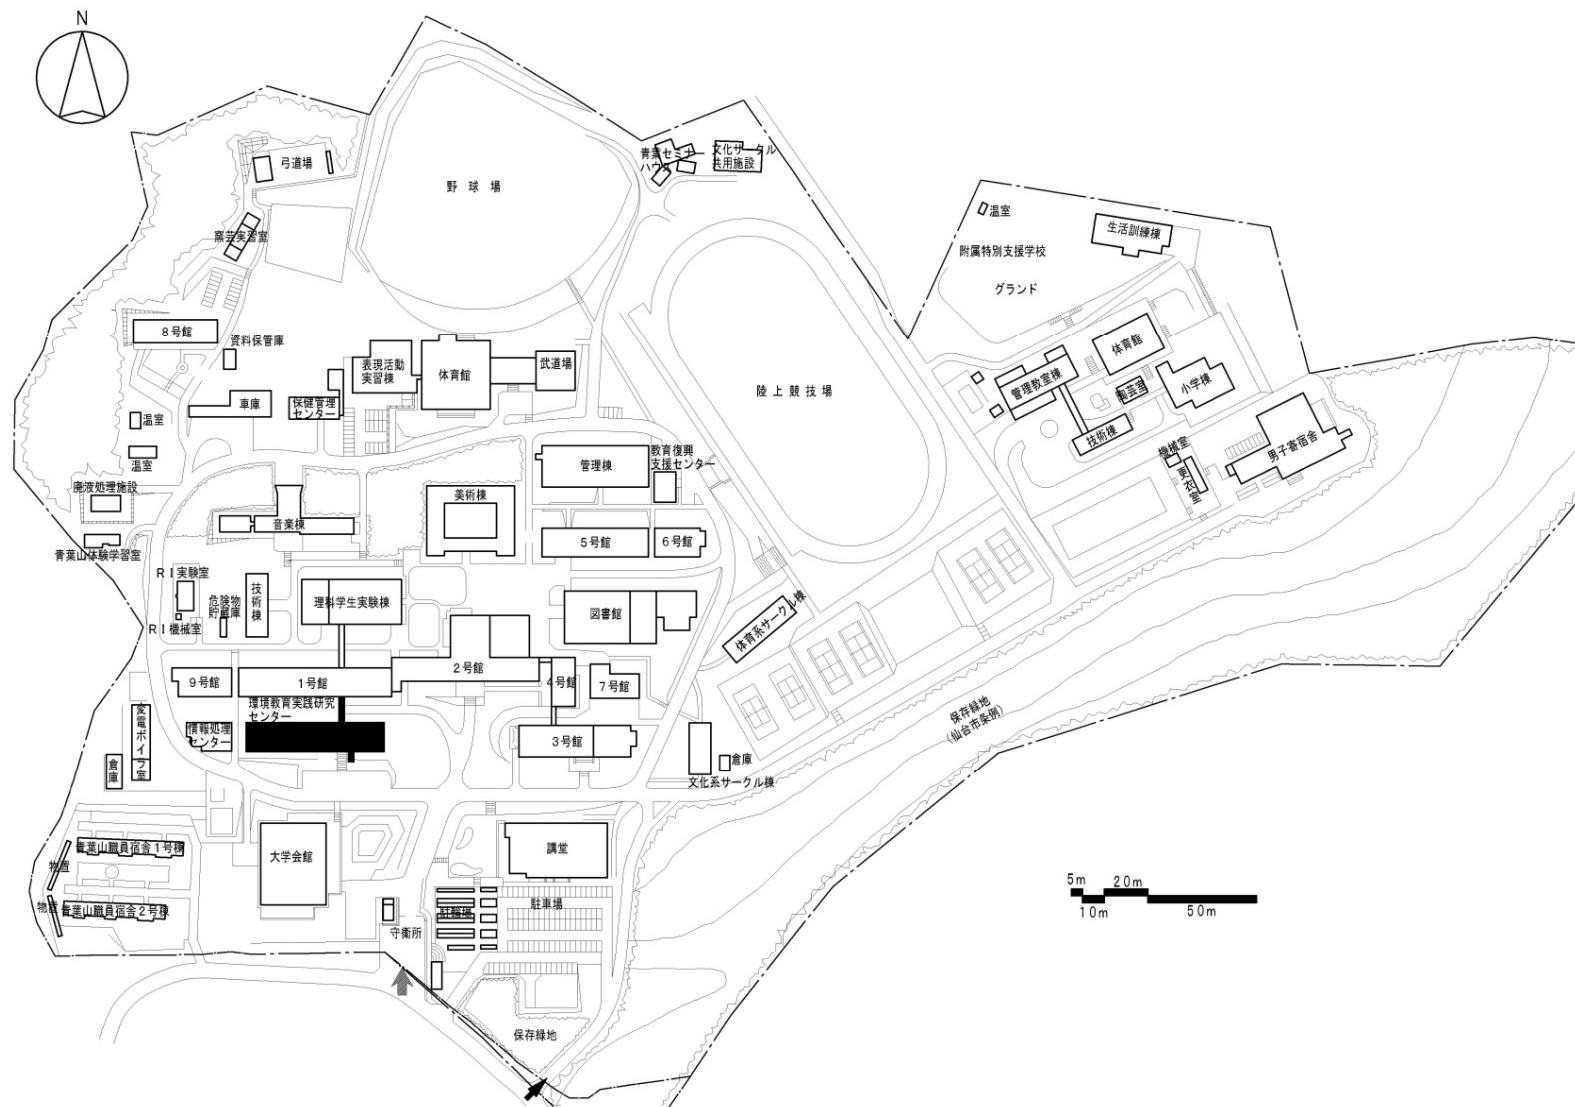 N
弓道場
野球場
青葉セミナー
ハウス
文化サークル
共用施設
窯芸実習室
温室
生活訓練棟
附属特別支援学校
グランド
8号館
資料保管庫
表現活動
実習棟
体育館
武道場
陸上競技場
体育館
管理教室棟
陶芸室
小学棟
車庫
保健管理
センター
温室
技術棟
機械室
更衣室
男子寄宿舎
温室
管理棟
教育復興
支援センター
廃液処理施設
美術棟
音楽棟
5号館
6号館
青葉山体験学習室
RI実験室
危険物
貯蔵庫
技術棟
理科学生実験棟
図書館
体育系サークル棟
RI機械室
9号館
1号館
2号館
4号館
7号館
環境教育実践研究
センター
変電ボイラ室
情報処理
センター
3号館
保存緑地
(仙台市条例)
倉庫
倉庫
文化系サークル棟
青葉山職員宿舎1号棟
物置
大学会館
講堂
物置
青葉山職員宿舎2号棟
駐輪場
駐車場
守衛所
5m
20m
10m
50m
保存緑地